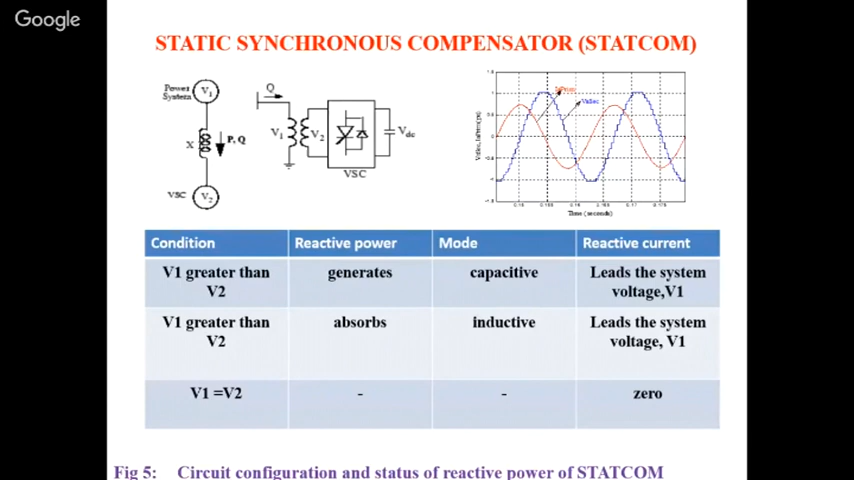 Google
STATIC SYNCHRONOUS COMPENSATOR (STATCOM)
Power
System
V1
X
P, Q
VSC
V2
Q
V1
V2
Vdc
VSC
Time (seconds)
Condition Reactive power Mode Reactive current
V1 greater than V2 generates capacitive Leads the system voltage,V1
V1 greater than V2 absorbs inductive Leads the system voltage, V1
V1 =V2 - - zero
Fig 5: Circuit configuration and status of reactive power of STATCOM